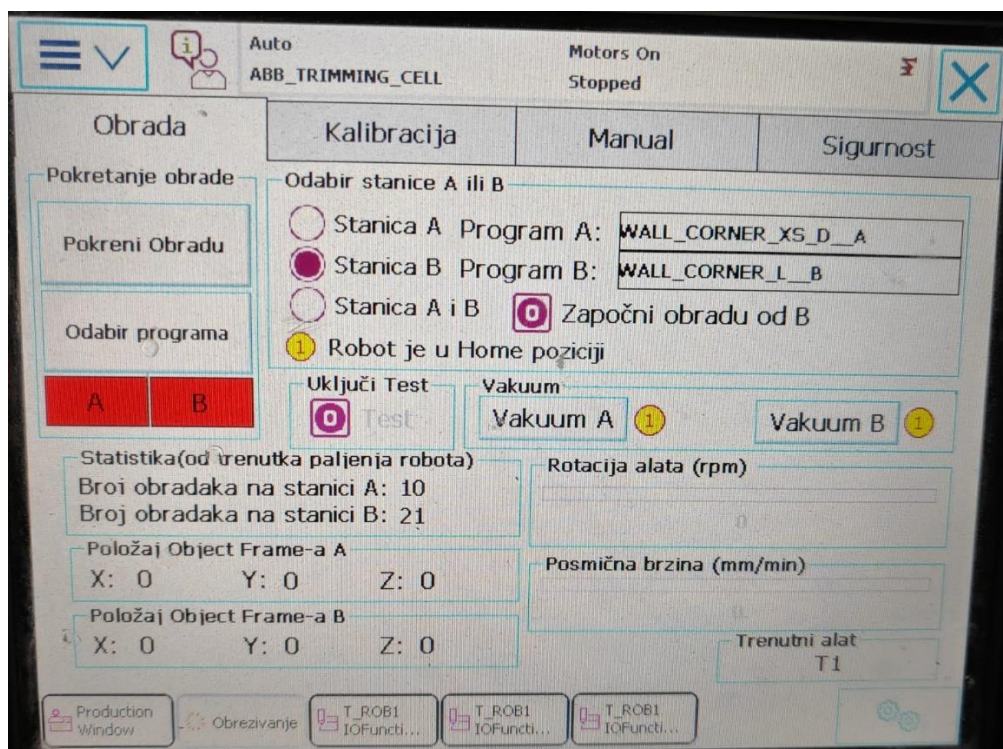 Auto
ABB_TRIMMING_CELL
Motors On
Stopped
Obrada
Kalibracija
Manual
Sigurnost
Pokretanje obrade
Pokreni Obradu
Odabir programa
A B
Odabir stanice A ili B
Stanica A Program A: WALL_CORNER_XS_D__A
Stanica B Program B: WALL_CORNER_L__B
Stanica A i B Započni obradu od B
1 Robot je u Home poziciji
Uključi Test
Test
Vakuum
Vakuum A 1
Vakuum B 1
Statistika(od trenutka paljenja robota)
Broj obradaka na stanici A: 10
Broj obradaka na stanici B: 21
Rotacija alata (rpm)
0
Položaj Object Frame-a A
X: 0 Y: 0 Z: 0
Posmična brzina (mm/min)
0
Položaj Object Frame-a B
X: 0 Y: 0 Z: 0
Trenutni alat
T1
Production
Window
Obrezivanje
T_ROB1
IOFuncti...
T_ROB1
IOFuncti...
T_ROB1
IOFuncti...